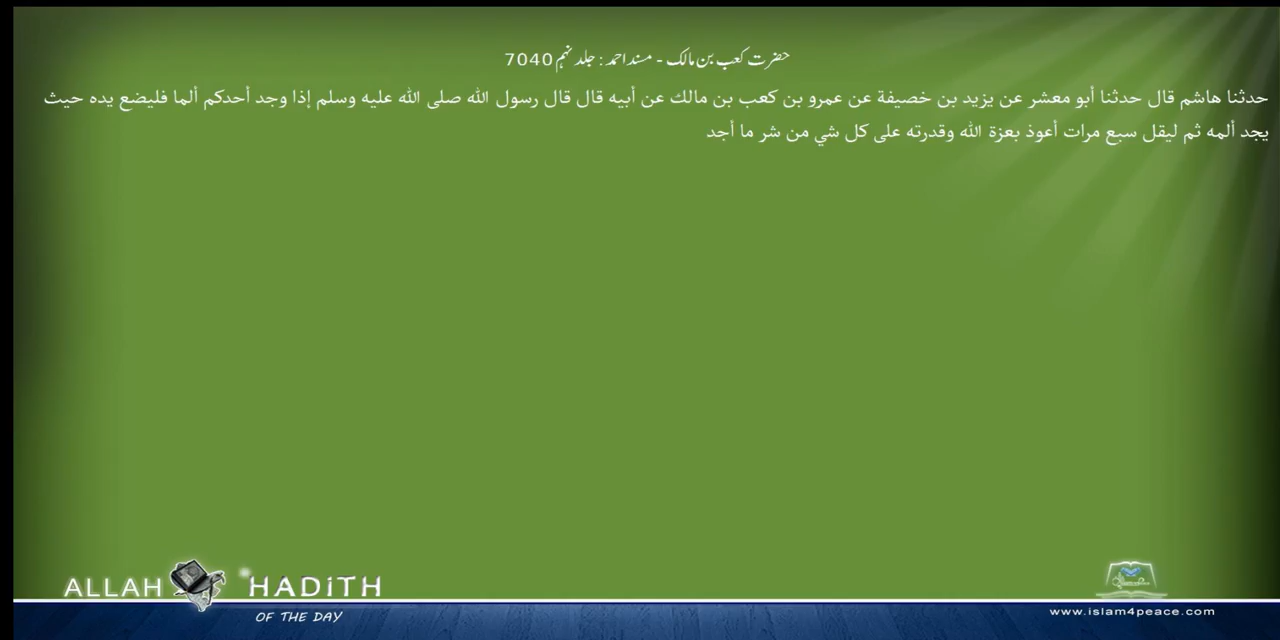 حضرت کعب بن مالک - مسند احمد : جلد نہم 7040
حدثنا هاشم قال حدثنا أبو معشر عن يزيد بن خصيفة عن عمرو بن كعب بن مالك عن أبيه قال قال رسول الله صلى الله عليه وسلم إذا وجد أحدكم ألما فليضع يده حيث
يجد ألمه ثم ليقل سبع مرات أعوذ بعزة الله وقدرته على كل شي من شر ما أجد
ALLAH HADITH
OF THE DAY
www.islam4peace.com